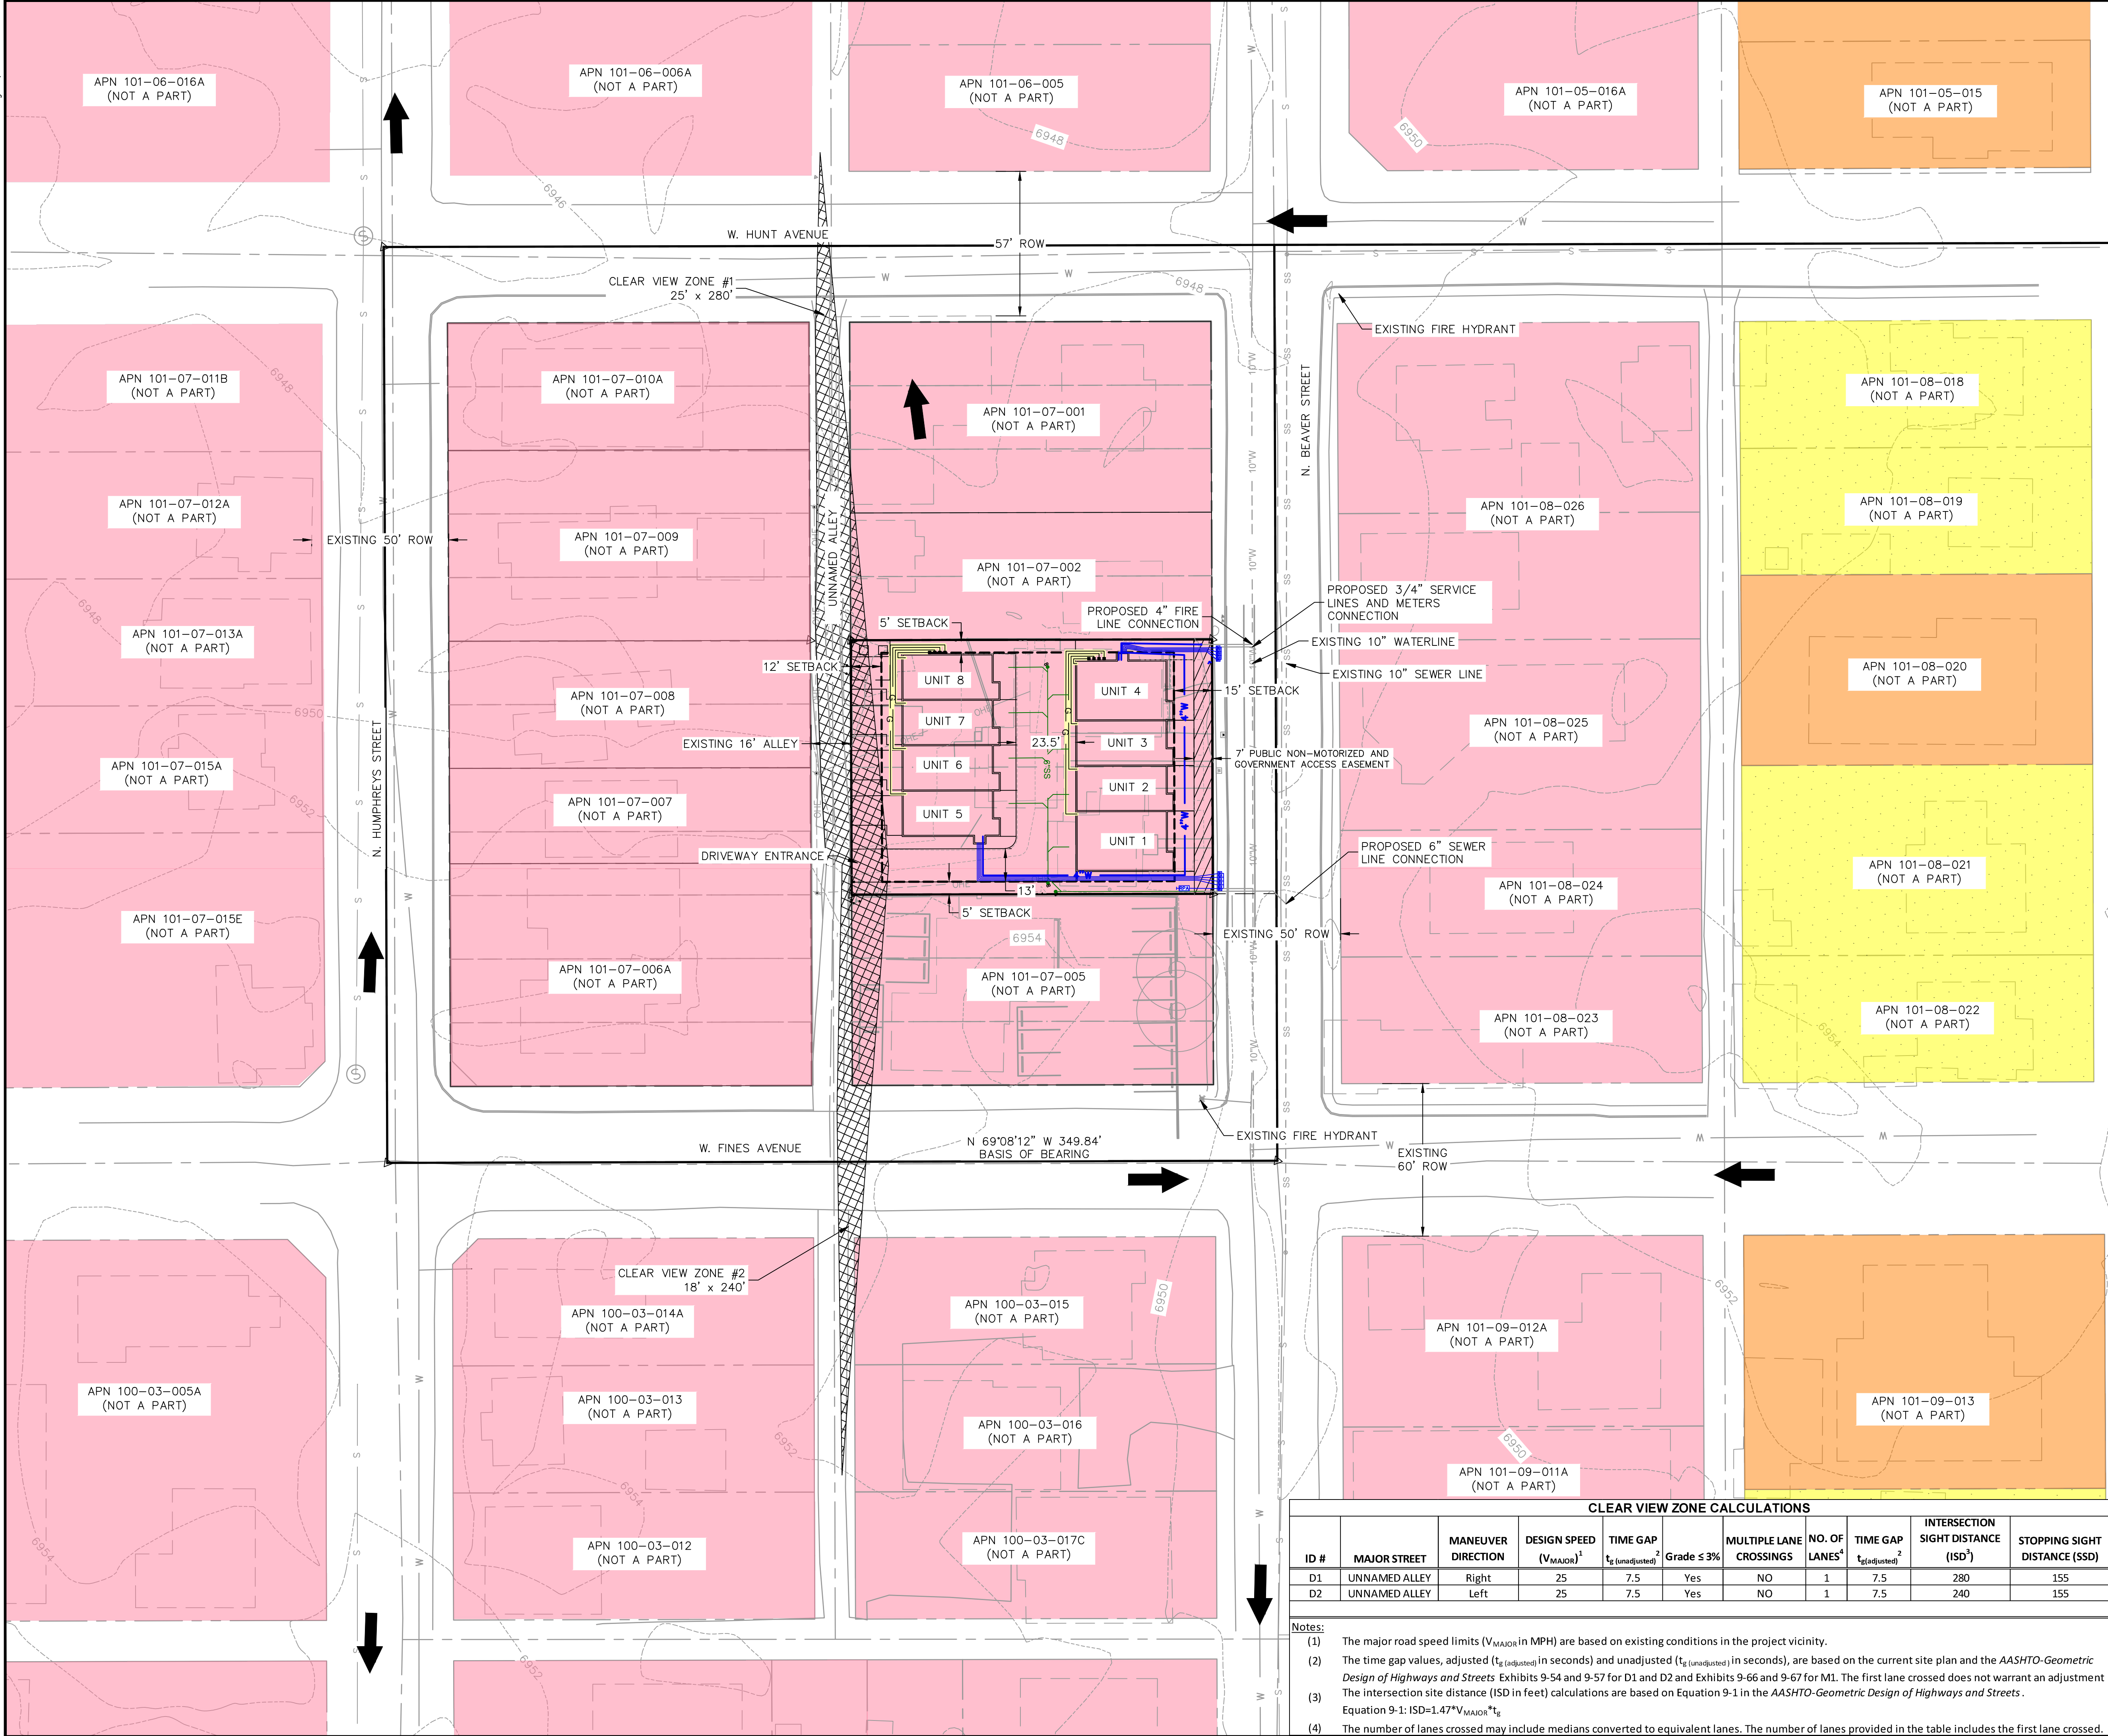 APN 101-06-016A
(NOT A PART)
APN 101-06-006A
(NOT A PART)
APN 101-06-005
(NOT A PART)
APN 101-05-016A
(NOT A PART)
APN 101-05-015
(NOT A PART)
6948
6950
6946
S
W
W. HUNT AVENUE
57' ROW
CLEAR VIEW ZONE #1
25' x 280'
6948
EXISTING FIRE HYDRANT
APN 101-07-011B
(NOT A PART)
6948
APN 101-07-010A
(NOT A PART)
APN 101-07-001
(NOT A PART)
N. BEAVER STREET
10"W
SS
APN 101-08-018
(NOT A PART)
APN 101-07-012A
(NOT A PART)
EXISTING 50' ROW
APN 101-07-009
(NOT A PART)
UNNAMED ALLEY
APN 101-08-026
(NOT A PART)
APN 101-08-019
(NOT A PART)
APN 101-07-002
(NOT A PART)
PROPOSED 4" FIRE
LINE CONNECTION
PROPOSED 3/4" SERVICE
LINES AND METERS
CONNECTION
6948
APN 101-07-013A
(NOT A PART)
5' SETBACK
EXISTING 10" WATERLINE
12' SETBACK
EXISTING 10" SEWER LINE
APN 101-08-020
(NOT A PART)
UNIT 8
UNIT 4
15' SETBACK
APN 101-07-008
(NOT A PART)
6950
UNIT 7
4"W
APN 101-08-025
(NOT A PART)
N. HUMPHREYS STREET
EXISTING 16' ALLEY
23.5'
UNIT 3
7' PUBLIC NON-MOTORIZED AND
GOVERNMENT ACCESS EASEMENT
APN 101-07-015A
(NOT A PART)
UNIT 6
6"SS
6952
APN 101-07-007
(NOT A PART)
UNIT 2
UNIT 5
4"W
UNIT 1
DRIVEWAY ENTRANCE
PROPOSED 6" SEWER
LINE CONNECTION
APN 101-08-021
(NOT A PART)
13'
5' SETBACK
APN 101-08-024
(NOT A PART)
APN 101-07-015E
(NOT A PART)
6954
EXISTING 50' ROW
APN 101-07-006A
(NOT A PART)
APN 101-07-005
(NOT A PART)
APN 101-08-023
(NOT A PART)
APN 101-08-022
(NOT A PART)
6954
EXISTING FIRE HYDRANT
W. FINES AVENUE
N 69°08'12" W 349.84'
BASIS OF BEARING
EXISTING
60' ROW
CLEAR VIEW ZONE #2
18' x 240'
6950
6952
APN 100-03-014A
(NOT A PART)
APN 100-03-015
(NOT A PART)
APN 101-09-012A
(NOT A PART)
APN 100-03-005A
(NOT A PART)
APN 100-03-013
(NOT A PART)
APN 100-03-016
(NOT A PART)
APN 101-09-013
(NOT A PART)
6952
6950
APN 101-09-011A
(NOT A PART)
6954
6954
APN 100-03-012
(NOT A PART)
APN 100-03-017C
(NOT A PART)
6952
CLEAR VIEW ZONE CALCULATIONS
ID # MAJOR STREET MANEUVER DIRECTION DESIGN SPEED (VMAJOR)1 TIME GAP tg (unadjusted)2 Grade ≤ 3% MULTIPLE LANE CROSSINGS NO. OF LANES4 TIME GAP tg(adjusted)2 INTERSECTION SIGHT DISTANCE (ISD3) STOPPING SIGHT DISTANCE (SSD)
D1 UNNAMED ALLEY Right 25 7.5 Yes NO 1 7.5 280 155
D2 UNNAMED ALLEY Left 25 7.5 Yes NO 1 7.5 240 155
Notes:
(1) The major road speed limits (VMAJOR in MPH) are based on existing conditions in the project vicinity.
(2) The time gap values, adjusted (tg (adjusted) in seconds) and unadjusted (tg (unadjusted) in seconds), are based on the current site plan and the AASHTO-Geometric
Design of Highways and Streets Exhibits 9-54 and 9-57 for D1 and D2 and Exhibits 9-66 and 9-67 for M1. The first lane crossed does not warrant an adjustment
(3) The intersection site distance (ISD in feet) calculations are based on Equation 9-1 in the AASHTO-Geometric Design of Highways and Streets.
Equation 9-1: ISD=1.47*VMAJOR*tg
(4) The number of lanes crossed may include medians converted to equivalent lanes. The number of lanes provided in the table includes the first lane crossed.